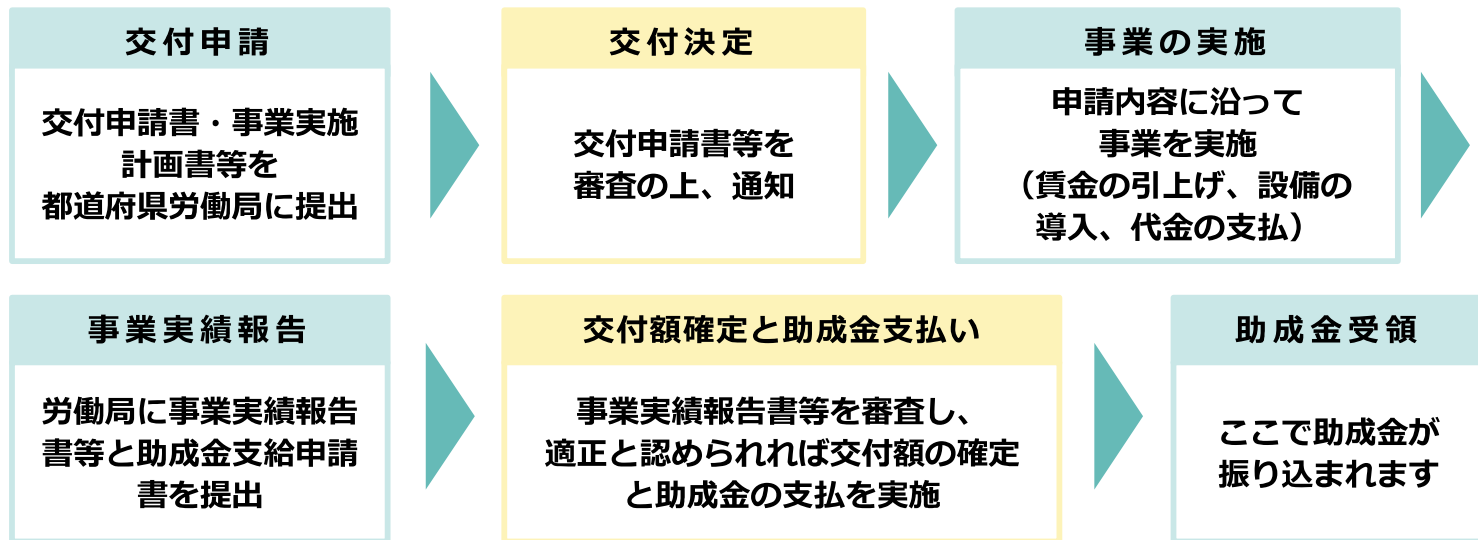 交付申請
交付申請書・事業実施
計画書等を
都道府県労働局に提出
交付決定
交付申請書等を
審査の上、通知
事業の実施
申請内容に沿って
事業を実施
（賃金の引上げ、設備の
導入、代金の支払）
事業実績報告
労働局に事業実績報告
書等と助成金支給申請
書を提出
交付額確定と助成金支払い
事業実績報告書等を審査し、
適正と認められれば交付額の確定
と助成金の支払を実施
助成金受領
ここで助成金が
振り込まれます